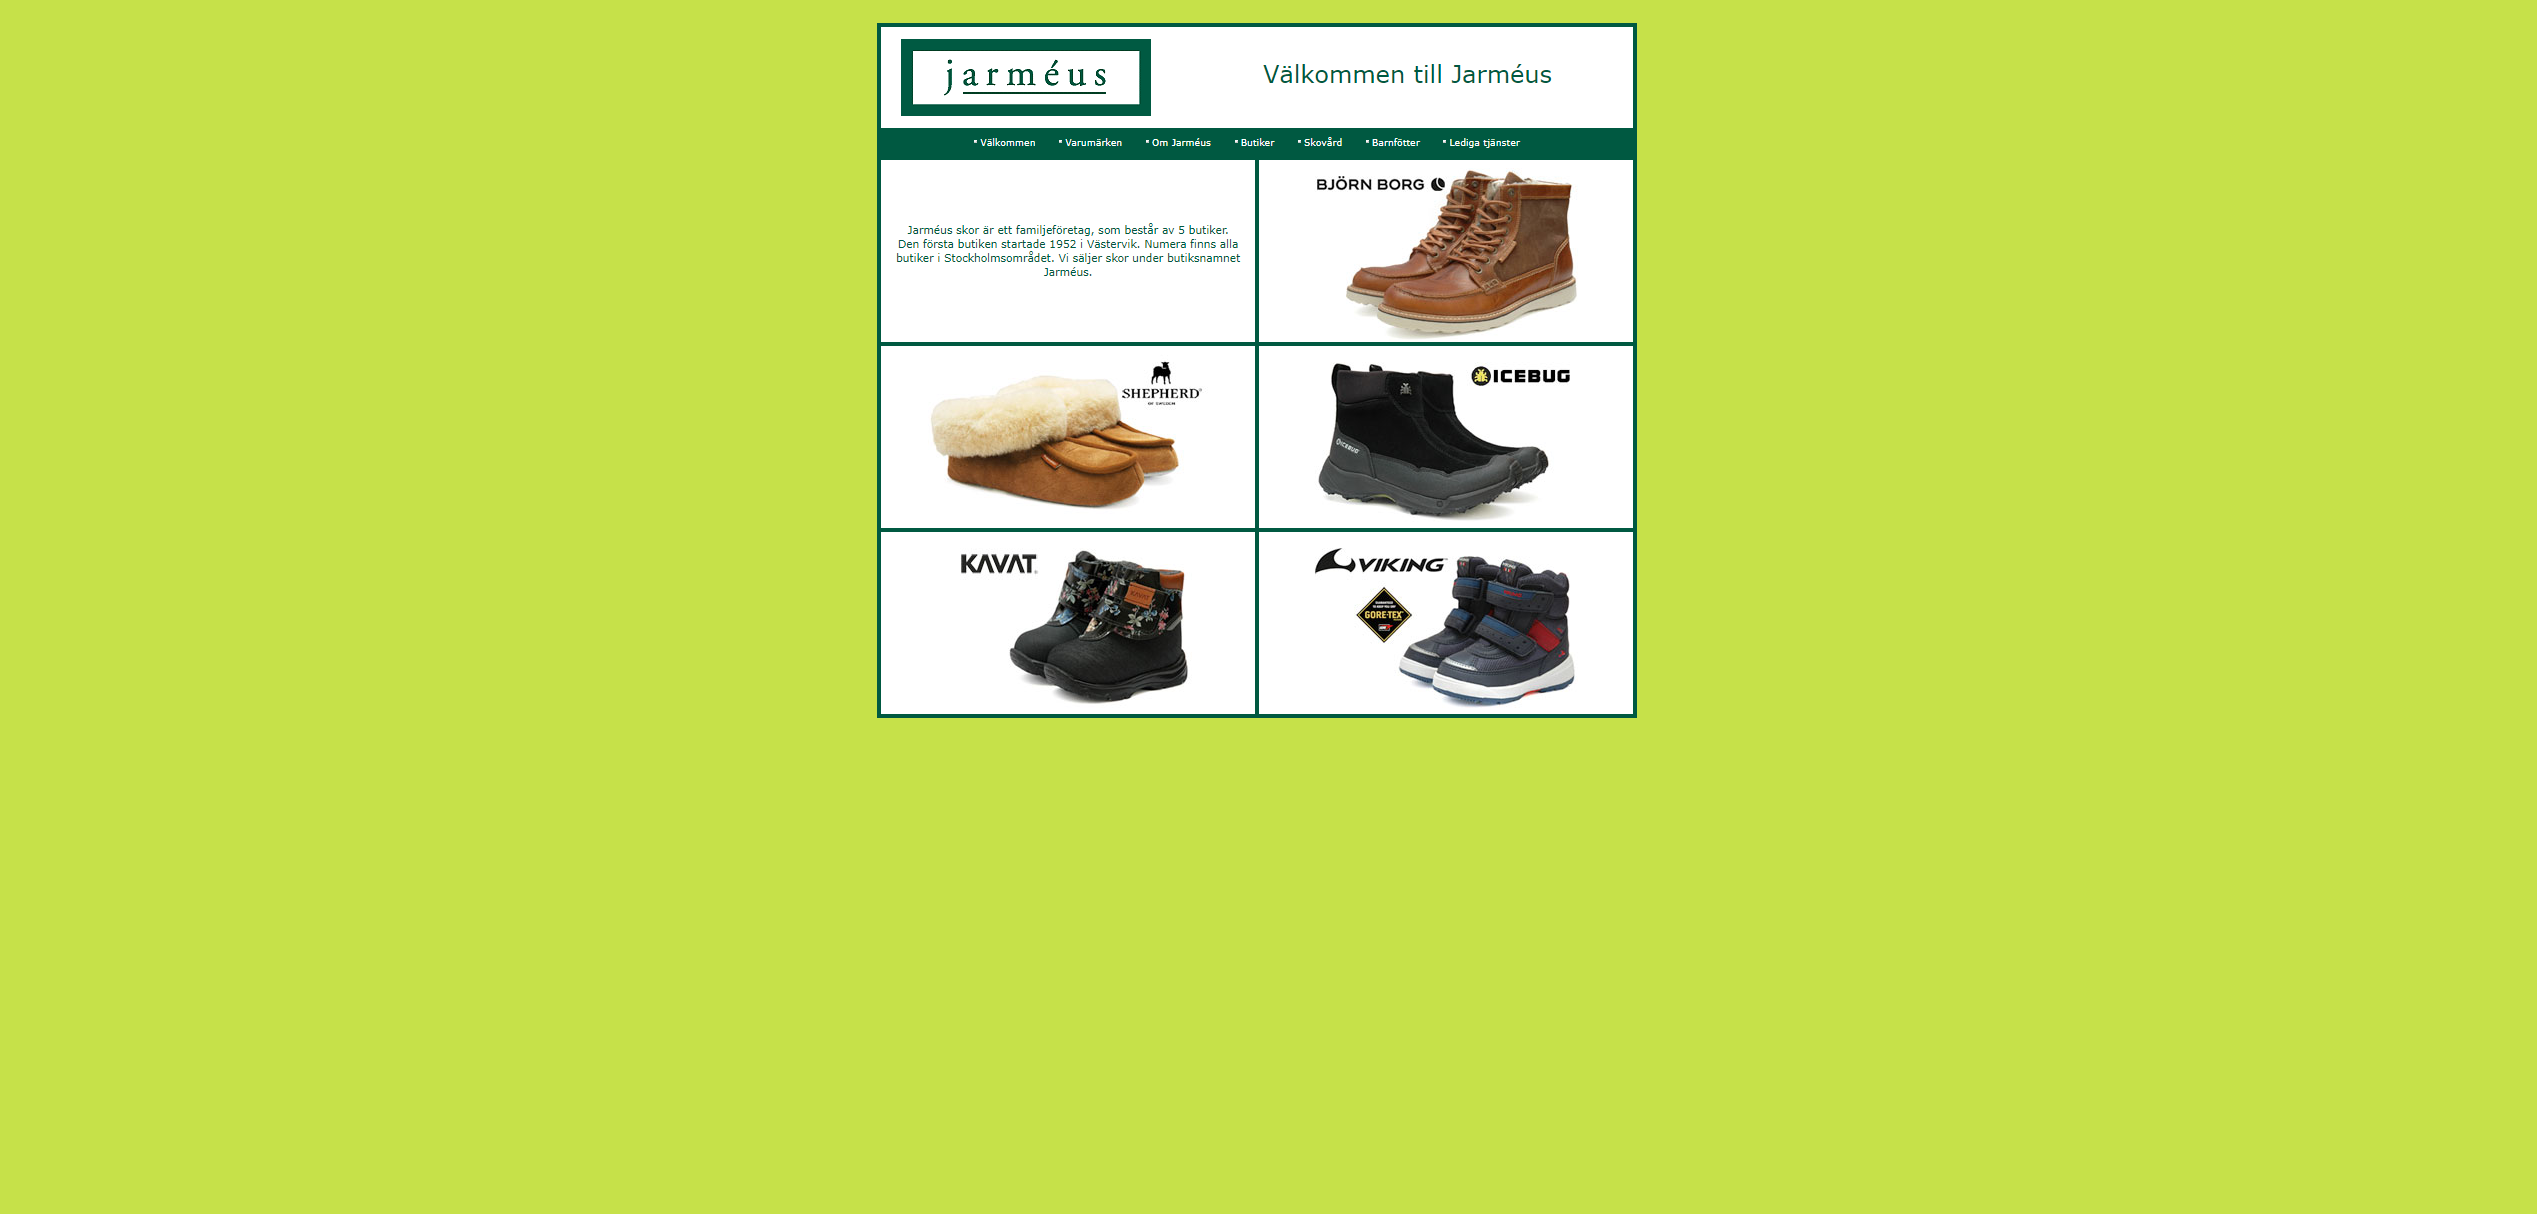 jarméus
Välkommen till Jarméus
Välkommen Varumärken Om Jarméus Butiker Skovård Barnfötter Lediga tjänster
Jarméus skor är ett familjeföretag, som består av 5 butiker.
Den första butiken startade 1952 i Västervik. Numera finns alla
butiker i Stockholmsområdet. Vi säljer skor under butiksnamnet
Jarméus.
BJÖRN BORG
SHEPHERD®
OF SWEDEN
ICEBUG
ICEBUG
KAVAT®
KAVAT
VIKING
GORE-TEX